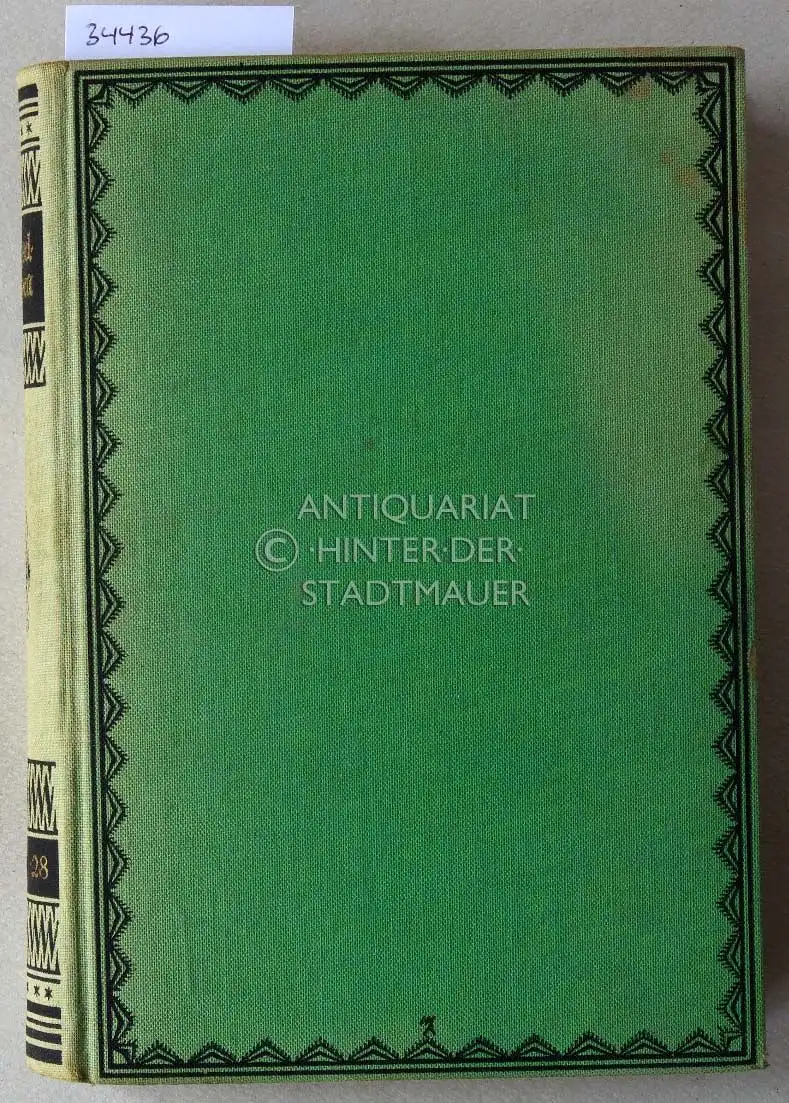 34436
28
ANTIQUARIAT
© ·HINTER·DER·
STADTMAUER